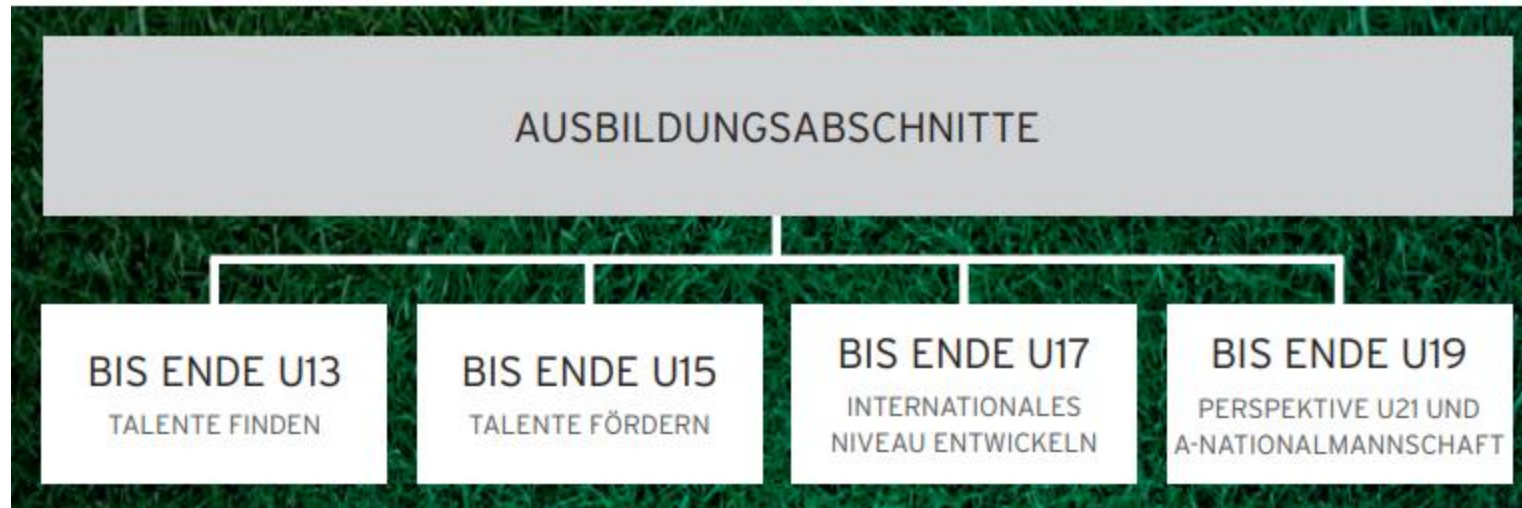 AUSBILDUNGSABSCHNITTE
BIS ENDE U13
TALENTE FINDEN
BIS ENDE U15
TALENTE FÖRDERN
BIS ENDE U17
INTERNATIONALES
NIVEAU ENTWICKELN
BIS ENDE U19
PERSPEKTIVE U21 UND
A-NATIONALMANNSCHAFT